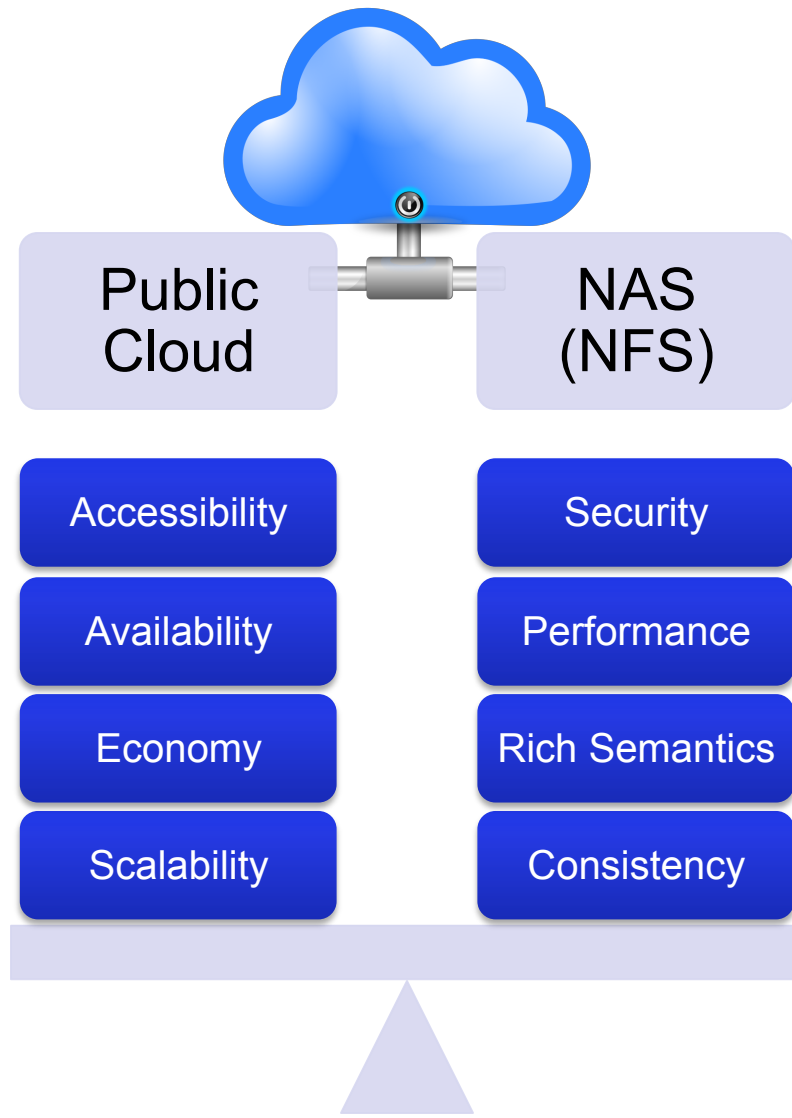 Public
Cloud
NAS
(NFS)
Accessibility
Security
Availability
Performance
Economy
Rich Semantics
Scalability
Consistency